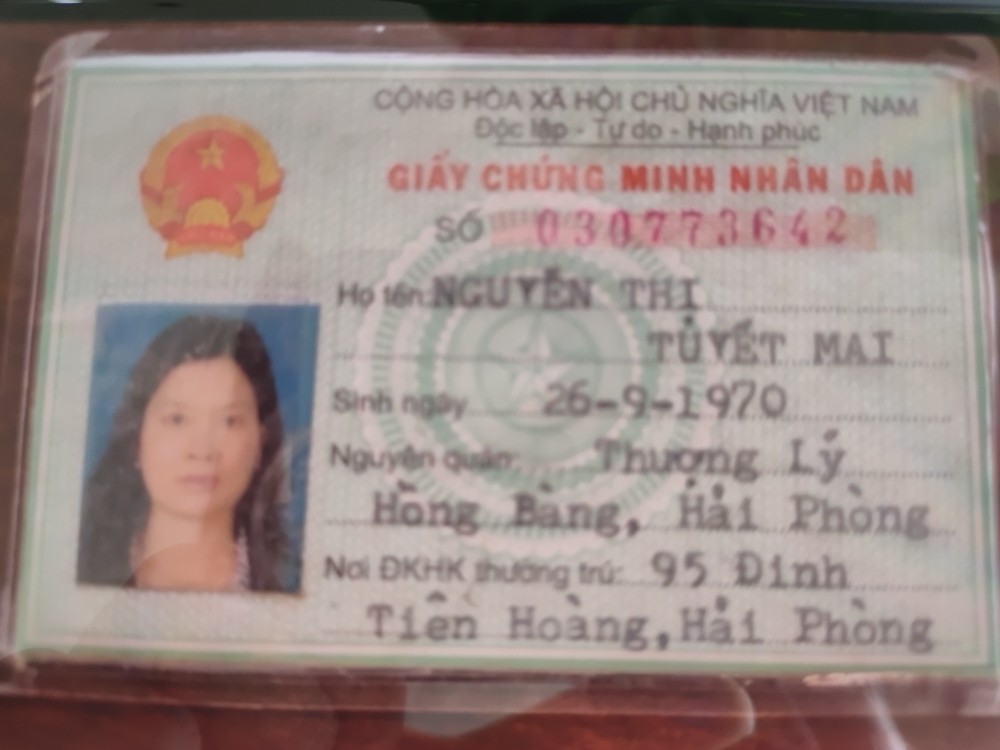 CỘNG HÒA XÃ HỘI CHỦ NGHĨA VIỆT NAM
Độc lập - Tự do - Hạnh phúc
GIẤY CHỨNG MINH NHÂN DÂN
SỐ 030773642
Họ tên: NGUYỄN THỊ
TUYẾT MAI
Sinh ngày 26-9-1970
Nguyên quán: Thượng Lý
Hồng Bàng, Hải Phòng
Nơi ĐKHK thường trú: 95 Đinh
Tiên Hoàng, Hải Phòng